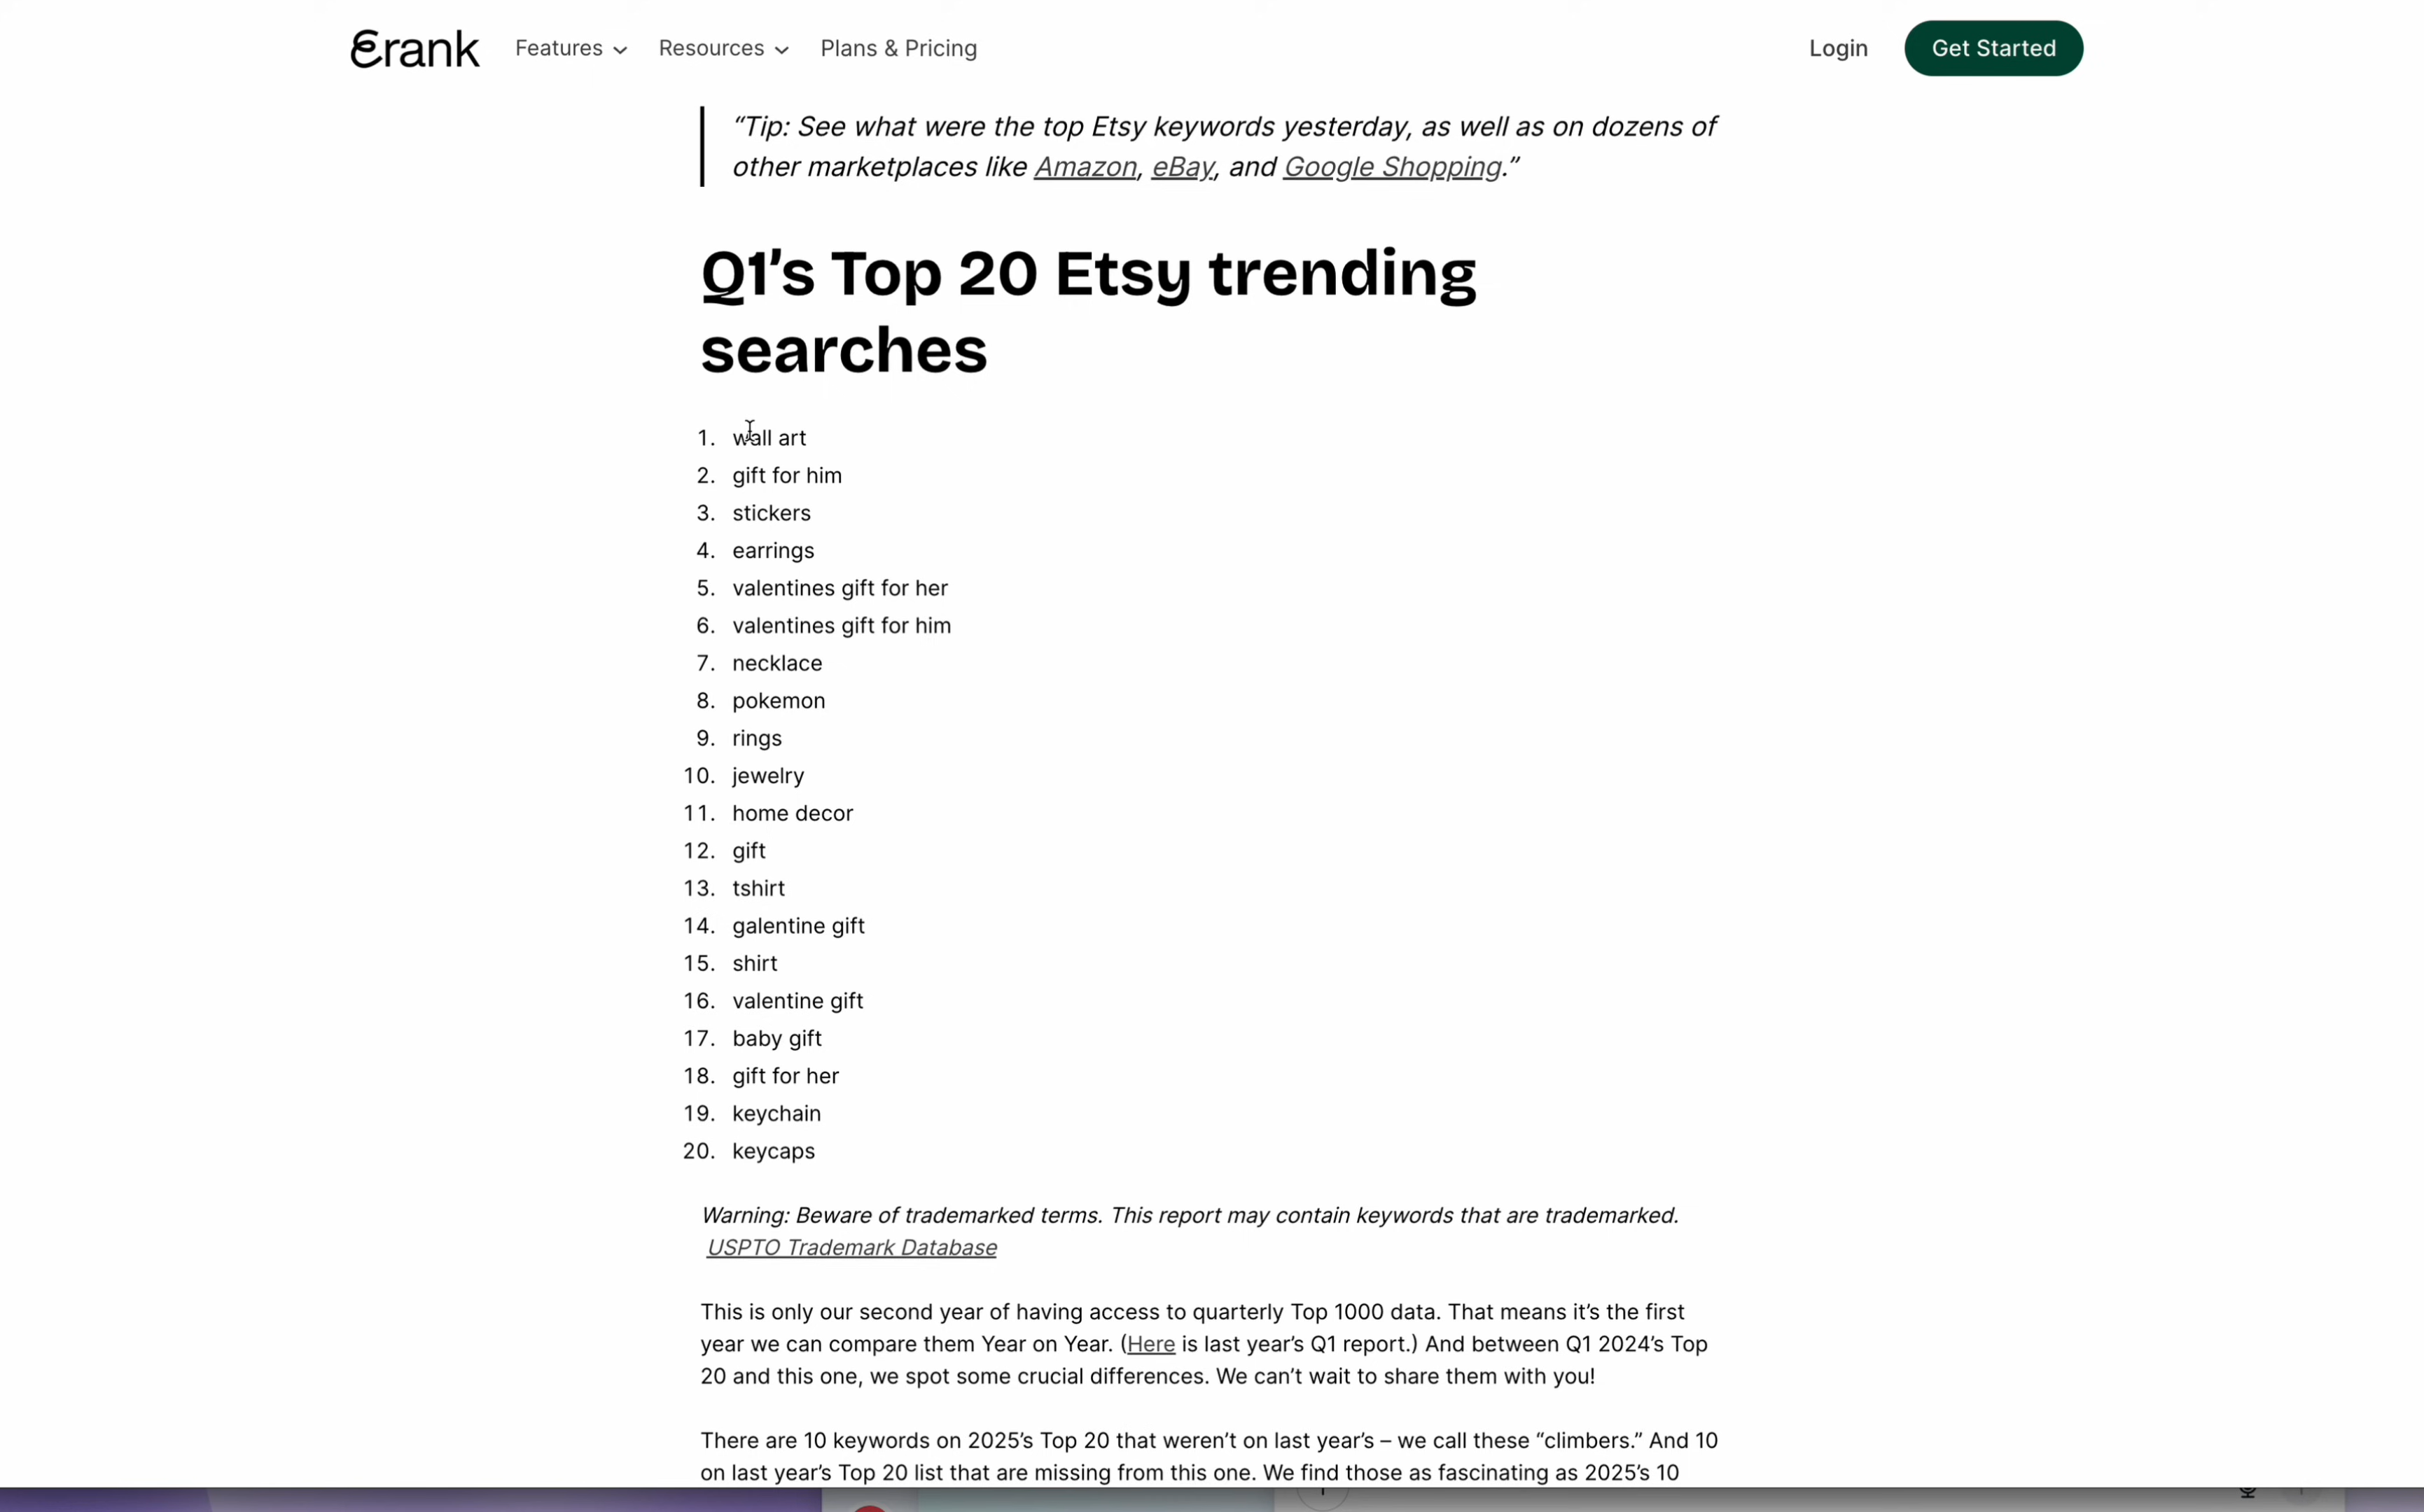 erank Features Resources Plans & Pricing Login Get Started
“Tip: See what were the top Etsy keywords yesterday, as well as on dozens of
other marketplaces like Amazon, eBay, and Google Shopping.”
Q1’s Top 20 Etsy trending
searches
1. wall art
2. gift for him
3. stickers
4. earrings
5. valentines gift for her
6. valentines gift for him
7. necklace
8. pokemon
9. rings
10. jewelry
11. home decor
12. gift
13. tshirt
14. galentine gift
15. shirt
16. valentine gift
17. baby gift
18. gift for her
19. keychain
20. keycaps
Warning: Beware of trademarked terms. This report may contain keywords that are trademarked.
USPTO Trademark Database
This is only our second year of having access to quarterly Top 1000 data. That means it’s the first
year we can compare them Year on Year. (Here is last year’s Q1 report.) And between Q1 2024’s Top
20 and this one, we spot some crucial differences. We can’t wait to share them with you!
There are 10 keywords on 2025’s Top 20 that weren’t on last year’s – we call these “climbers.” And 10
on last year’s Top 20 list that are missing from this one. We find those as fascinating as 2025’s 10